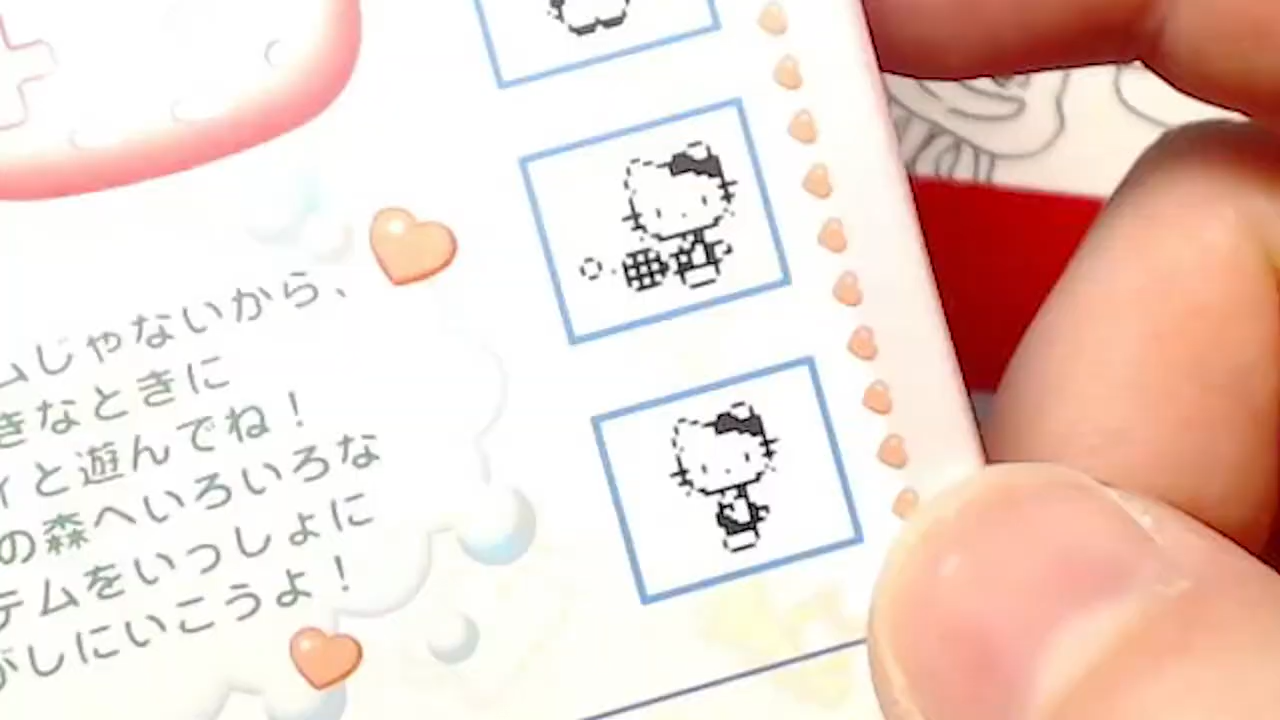 ムじゃないから、
きなときに
ィと遊んでね！
の森へいろいろな
テムをいっしょに
がしにいこうよ！